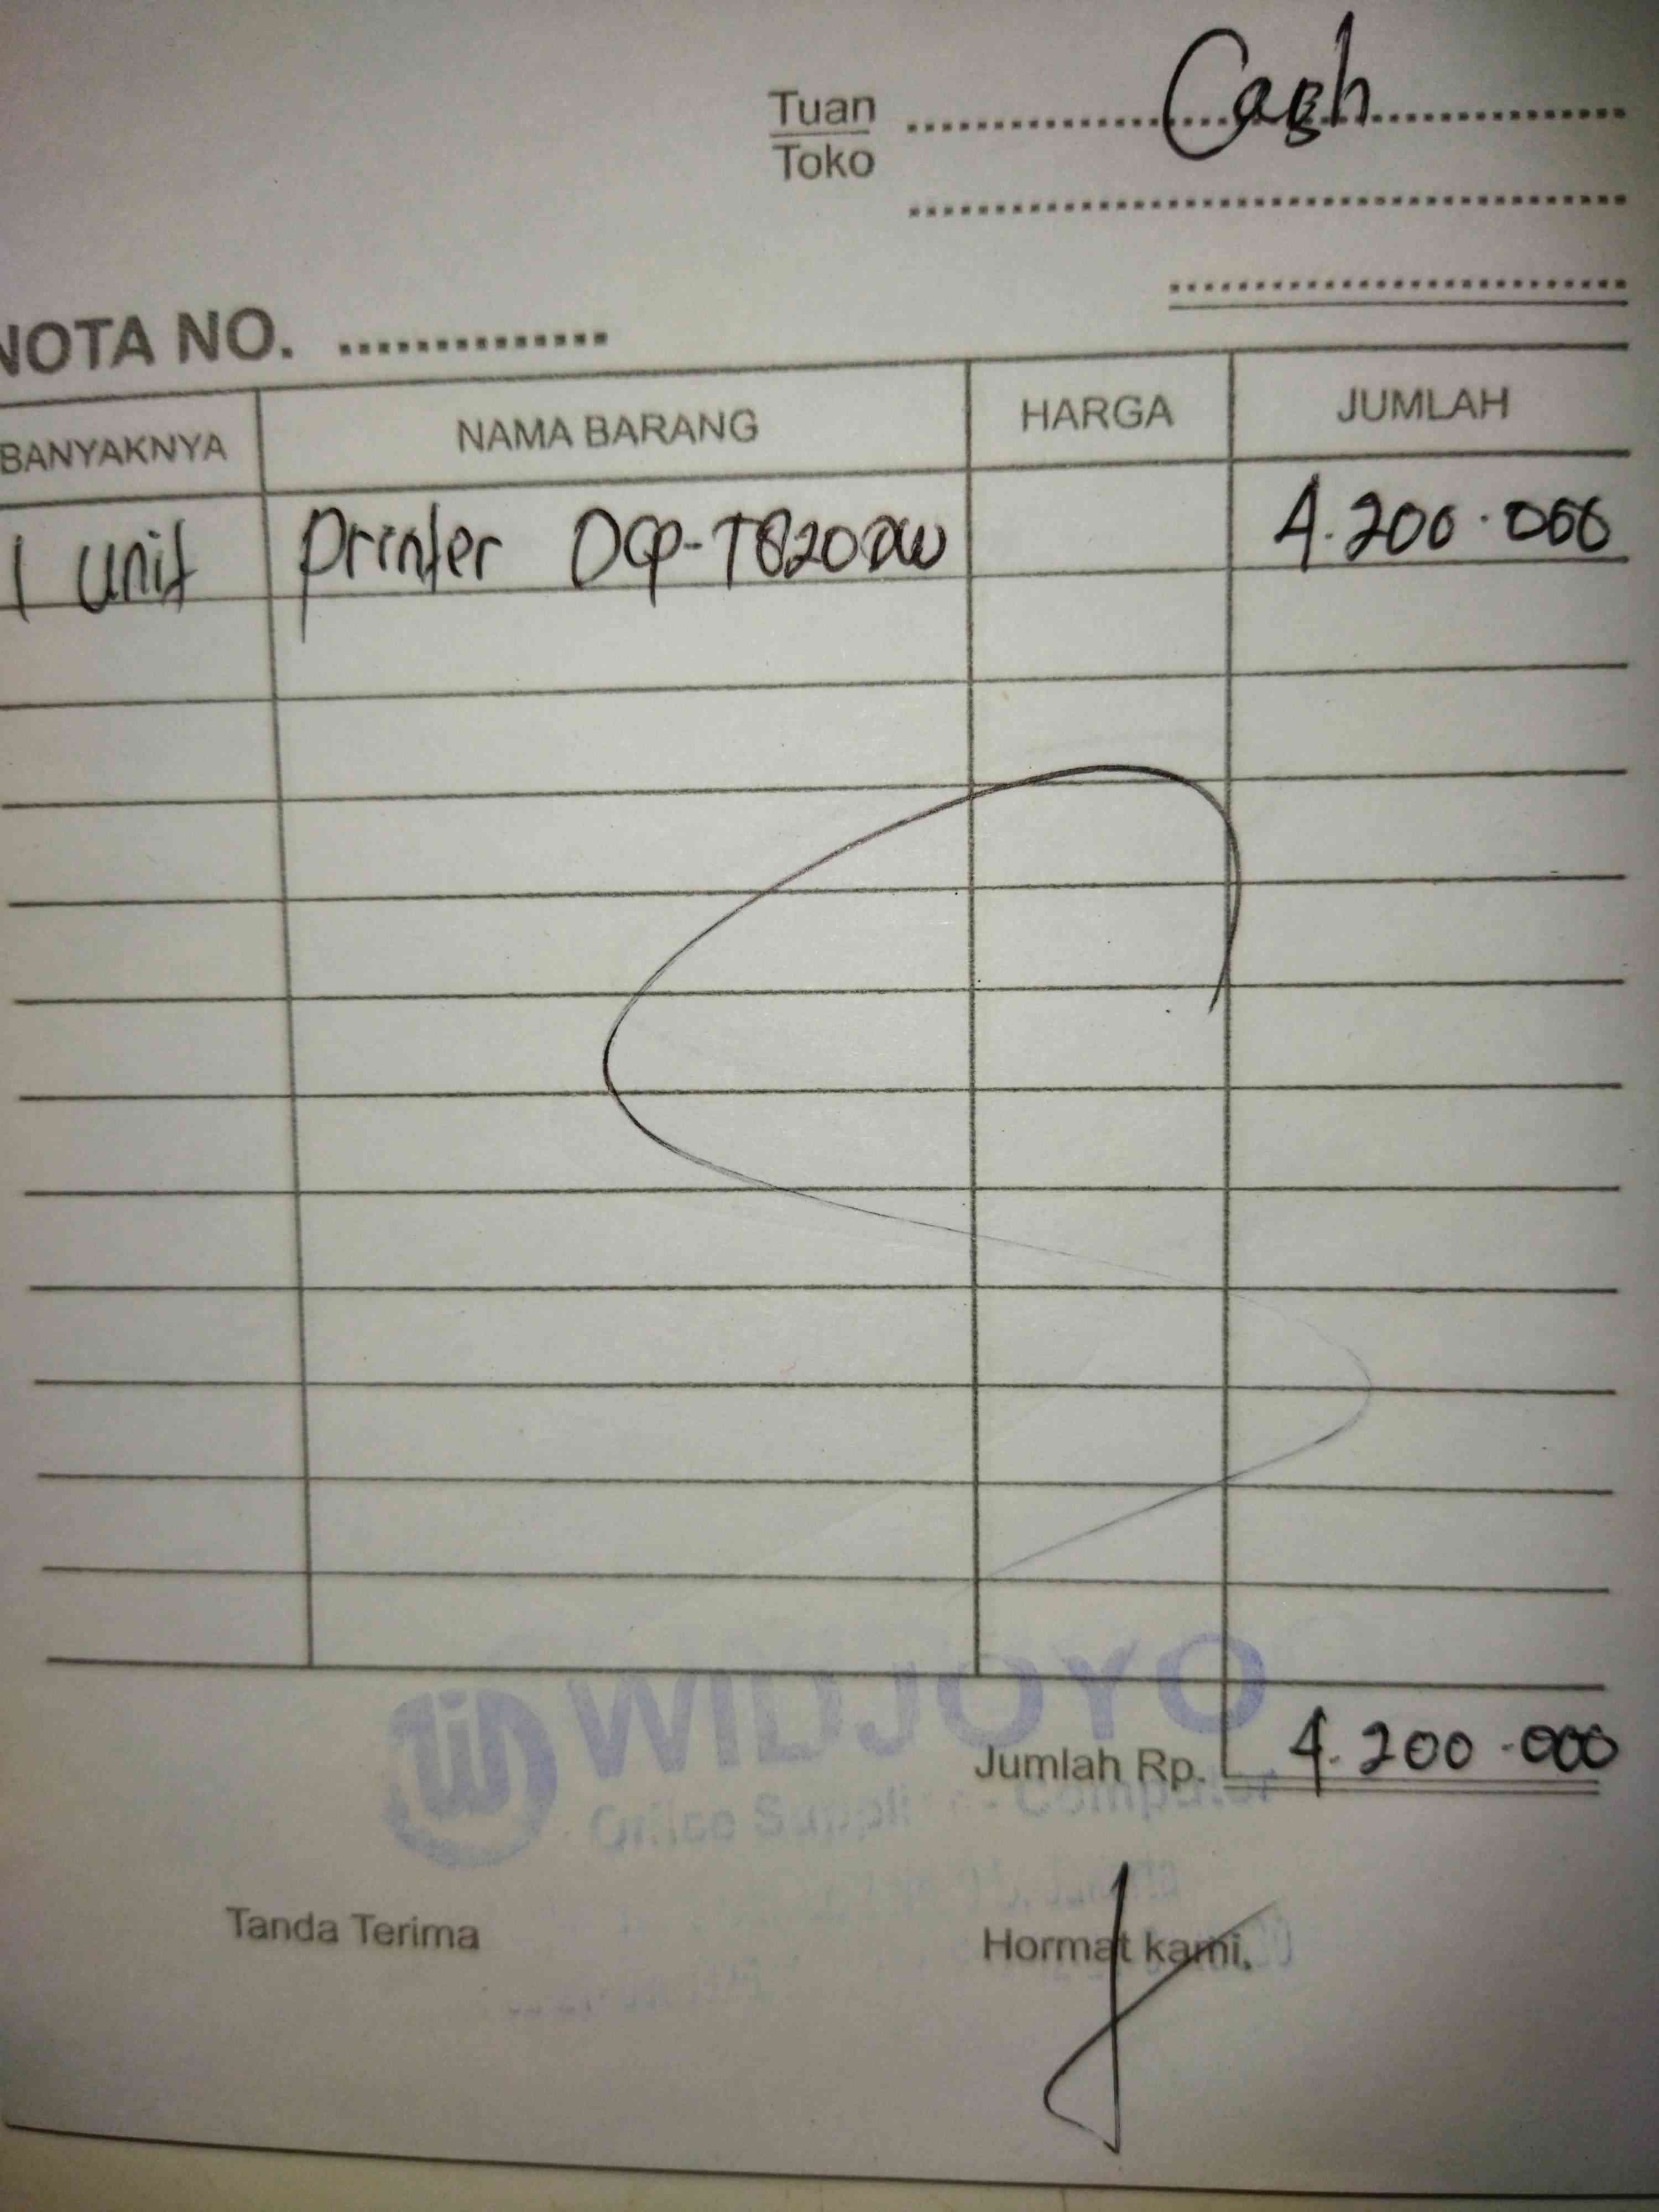 Tuan Cash
Toko
NOTA NO.
BANYAKNYA NAMA BARANG HARGA JUMLAH
1 unit Printer DCP-T820DW 4.200.000
WIDJOYO
Jumlah Rp. 4.200.000
Office Supplies - Computer
Tanda Terima Hormat kami,